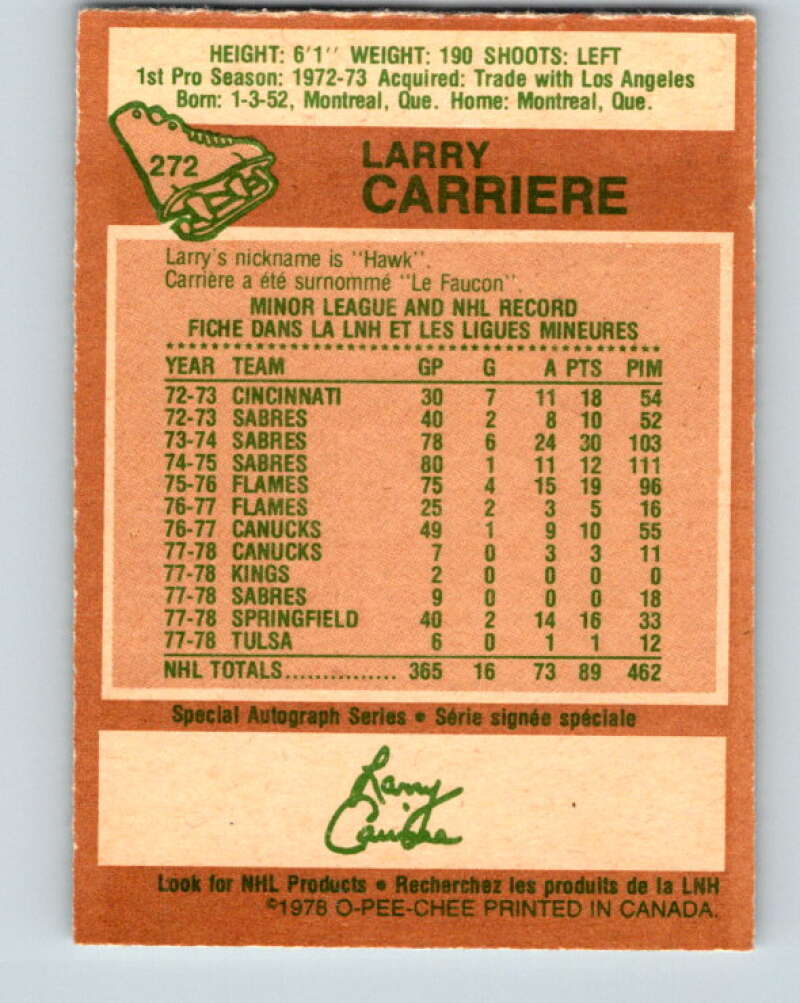 HEIGHT: 6'1" WEIGHT: 190 SHOOTS: LEFT
1st Pro Season: 1972-73 Acquired: Trade with Los Angeles
Born: 1-3-52, Montreal, Que. Home: Montreal, Que.
272
LARRY
CARRIERE
Larry's nickname is "Hawk".
Carrière a été surnommé "Le Faucon".
MINOR LEAGUE AND NHL RECORD
FICHE DANS LA LNH ET LES LIGUES MINEURES
YEAR TEAM GP G A PTS PIM
72-73 CINCINNATI 30 7 11 18 54
72-73 SABRES 40 2 8 10 52
73-74 SABRES 78 6 24 30 103
74-75 SABRES 80 1 11 12 111
75-76 FLAMES 75 4 15 19 96
76-77 FLAMES 25 2 3 5 16
76-77 CANUCKS 49 1 9 10 55
77-78 CANUCKS 7 0 3 3 11
77-78 KINGS 2 0 0 0 0
77-78 SABRES 9 0 0 0 18
77-78 SPRINGFIELD 40 2 14 16 33
77-78 TULSA 6 0 1 1 12
NHL TOTALS............... 365 16 73 89 462
Special Autograph Series • Série signée spéciale
Larry
Carriere
Look for NHL Products • Recherchez les produits de la LNH
©1978 O-PEE-CHEE PRINTED IN CANADA.